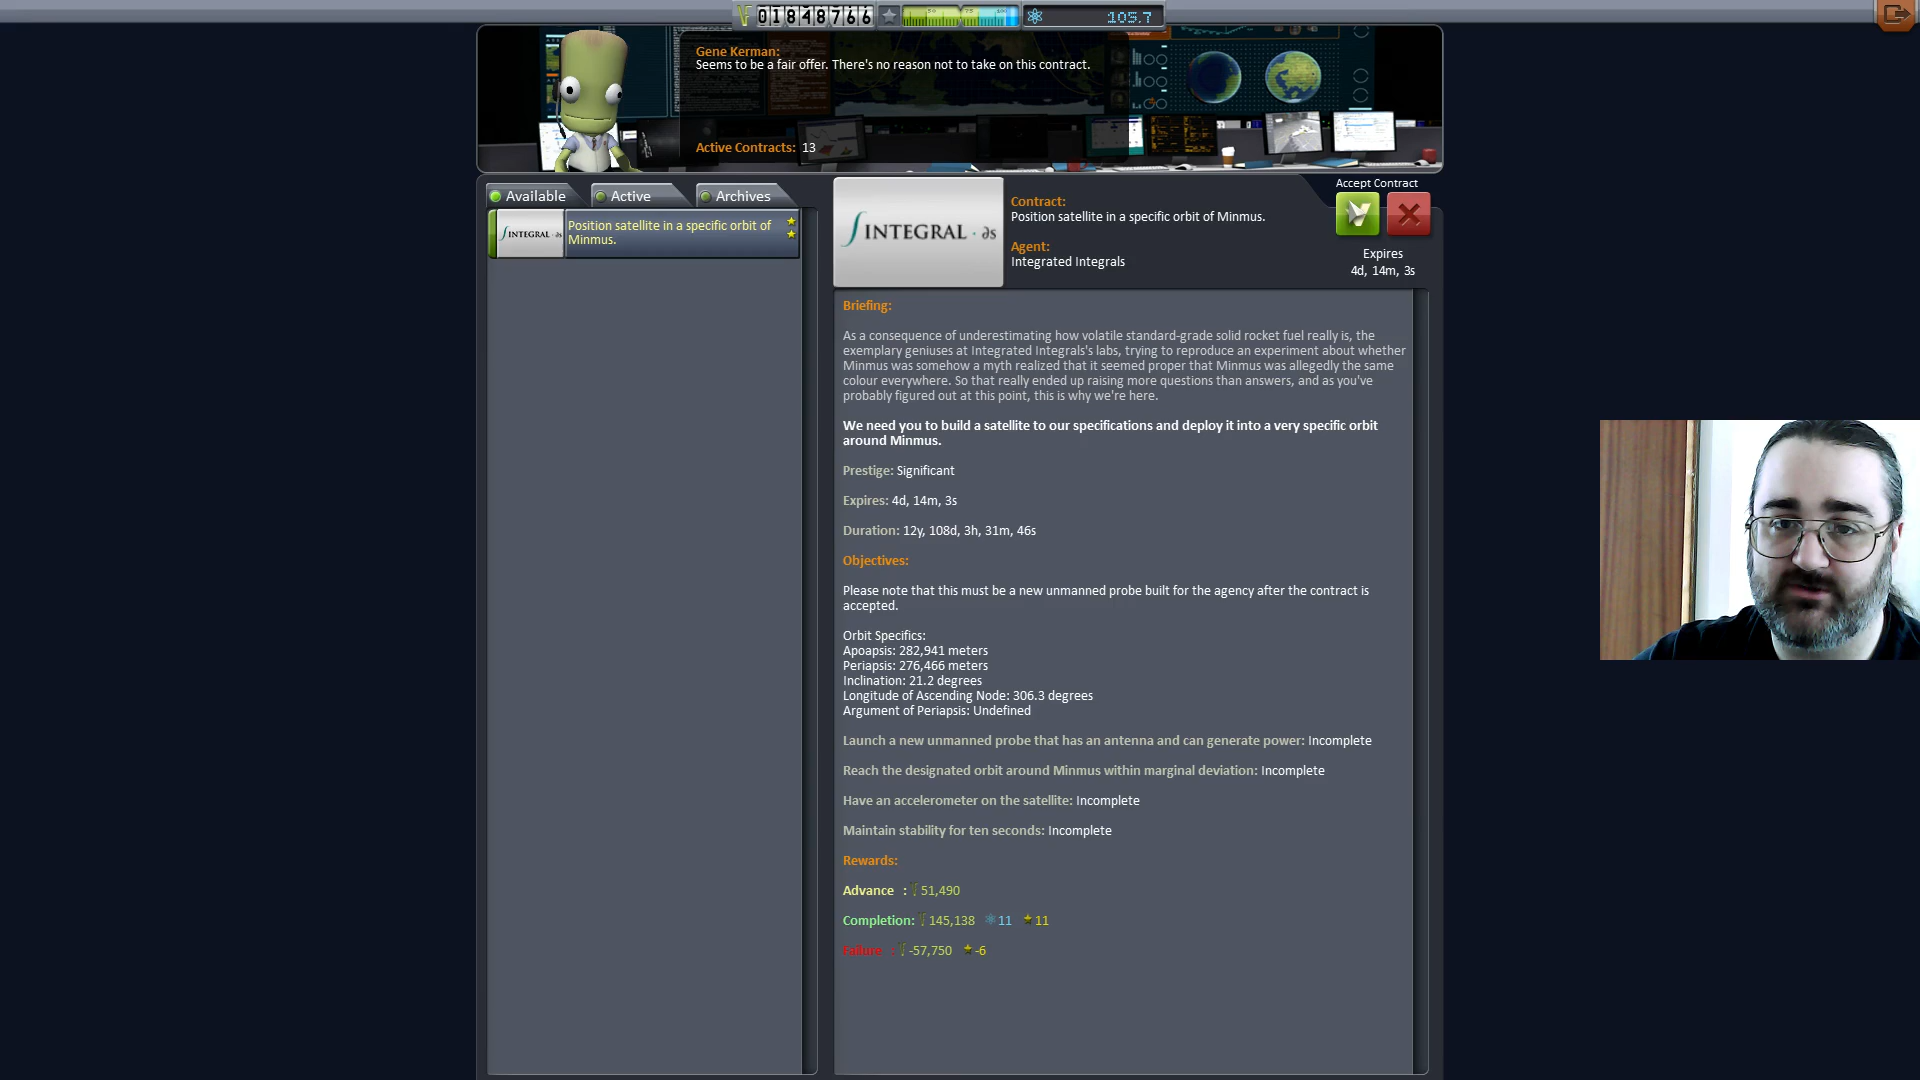 01848766
50 75 100
105.7
Gene Kerman:
Seems to be a fair offer. There's no reason not to take on this contract.
Active Contracts: 13
Available
Active
Archives
INTEGRAL · ∂s
Position satellite in a specific orbit of
Minmus.
∫INTEGRAL · ∂s
Contract:
Position satellite in a specific orbit of Minmus.
Agent:
Integrated Integrals
Accept Contract
Expires
4d, 14m, 3s
Briefing:
As a consequence of underestimating how volatile standard-grade solid rocket fuel really is, the
exemplary geniuses at Integrated Integrals's labs, trying to reproduce an experiment about whether
Minmus was somehow a myth realized that it seemed proper that Minmus was allegedly the same
colour everywhere. So that really ended up raising more questions than answers, and as you've
probably figured out at this point, this is why we're here.
We need you to build a satellite to our specifications and deploy it into a very specific orbit
around Minmus.
Prestige: Significant
Expires: 4d, 14m, 3s
Duration: 12y, 108d, 3h, 31m, 46s
Objectives:
Please note that this must be a new unmanned probe built for the agency after the contract is
accepted.
Orbit Specifics:
Apoapsis: 282,941 meters
Periapsis: 276,466 meters
Inclination: 21.2 degrees
Longitude of Ascending Node: 306.3 degrees
Argument of Periapsis: Undefined
Launch a new unmanned probe that has an antenna and can generate power: Incomplete
Reach the designated orbit around Minmus within marginal deviation: Incomplete
Have an accelerometer on the satellite: Incomplete
Maintain stability for ten seconds: Incomplete
Rewards:
Advance : 51,490
Completion: 145,138 11 11
Failure : -57,750 -6